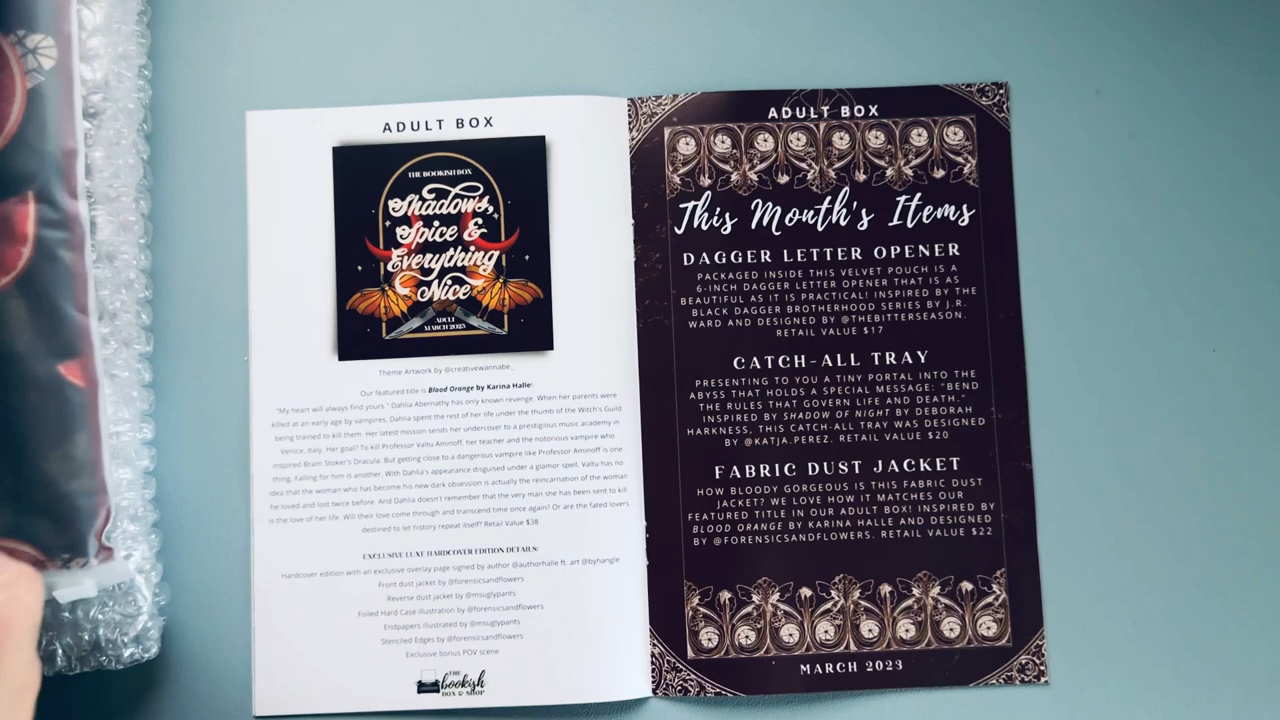 ADULT BOX
THE BOOKISH BOX
Shadows,
Spice &
Everything
Nice
ADULT
MARCH 2023
Theme Artwork by @creativewannabe_
Our featured title is Blood Orange by Karina Halle!
"My heart will always find yours." Dahlia Abernathy has only known revenge. When her parents were
killed at an early age by vampires, Dahlia spent the rest of her life under the thumb of the Witch's Guild
being trained to kill them. Her latest mission sends her undercover to a prestigious music academy in
Venice, Italy. Her goal? To kill Professor Valtu Aminoff, her teacher and the notorious vampire who
inspired Bram Stoker's Dracula. But getting close to a dangerous vampire like Professor Aminoff is one
thing. Falling for him is another. With Dahlia's appearance disguised under a glamor spell, Valtu has no
idea that the woman who has become his new dark obsession is actually the reincarnation of the woman
he loved and lost twice before. And Dahlia doesn't remember that the very man she has been sent to kill
is the love of her life. Will their love come through and transcend time once again? Or are the fated lovers
destined to let history repeat itself? Retail Value $38
EXCLUSIVE LUXE HARDCOVER EDITION DETAILS:
Hardcover edition with an exclusive overlay page signed by author @authorhalle ft. art @byhangle
Front dust jacket by @forensicsandflowers
Reverse dust jacket by @msuglypants
Foiled Hard Case illustration by @forensicsandflowers
Endpapers illustrated by @msuglypants
Stenciled Edges by @forensicsandflowers
Exclusive bonus POV scene
THE
bookish
BOX & SHOP
ADULT BOX
This Month's Items
DAGGER LETTER OPENER
PACKAGED INSIDE THIS VELVET POUCH IS A
6-INCH DAGGER LETTER OPENER THAT IS AS
BEAUTIFUL AS IT IS PRACTICAL! INSPIRED BY THE
BLACK DAGGER BROTHERHOOD SERIES BY J.R.
WARD AND DESIGNED BY @THEBITTERSEASON.
RETAIL VALUE $17
CATCH-ALL TRAY
PRESENTING TO YOU A TINY PORTAL INTO THE
ABYSS THAT HOLDS A SPECIAL MESSAGE: "BEND
THE RULES THAT GOVERN LIFE AND DEATH."
INSPIRED BY SHADOW OF NIGHT BY DEBORAH
HARKNESS, THIS CATCH-ALL TRAY WAS DESIGNED
BY @KATJA.PEREZ. RETAIL VALUE $20
FABRIC DUST JACKET
HOW BLOODY GORGEOUS IS THIS FABRIC DUST
JACKET? WE LOVE HOW IT MATCHES OUR
FEATURED TITLE IN OUR ADULT BOX! INSPIRED BY
BLOOD ORANGE BY KARINA HALLE AND DESIGNED
BY @FORENSICSANDFLOWERS. RETAIL VALUE $22
MARCH 2023